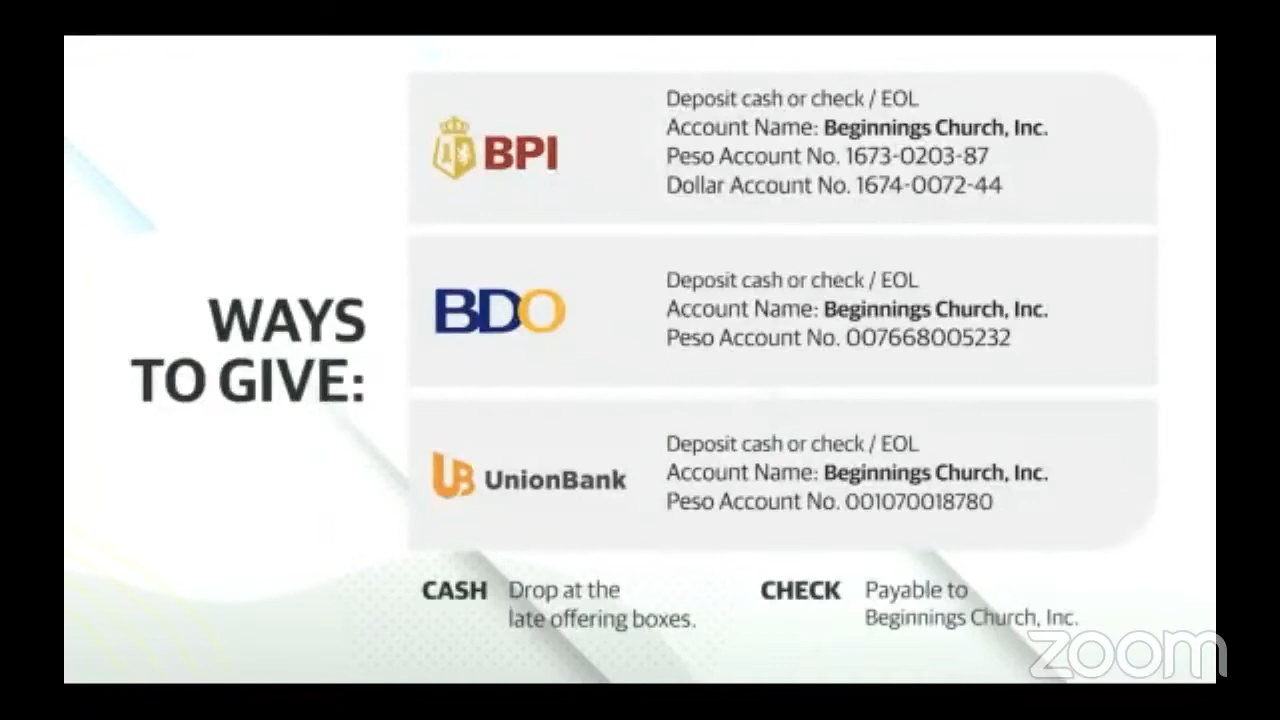 WAYS
TO GIVE:
BPI
Deposit cash or check / EOL
Account Name: Beginnings Church, Inc.
Peso Account No. 1673-0203-87
Dollar Account No. 1674-0072-44
BDO
Deposit cash or check / EOL
Account Name: Beginnings Church, Inc.
Peso Account No. 007668005232
UB UnionBank
Deposit cash or check / EOL
Account Name: Beginnings Church, Inc.
Peso Account No. 001070018780
CASH Drop at the
late offering boxes.
CHECK Payable to
Beginnings Church, Inc.
zoom